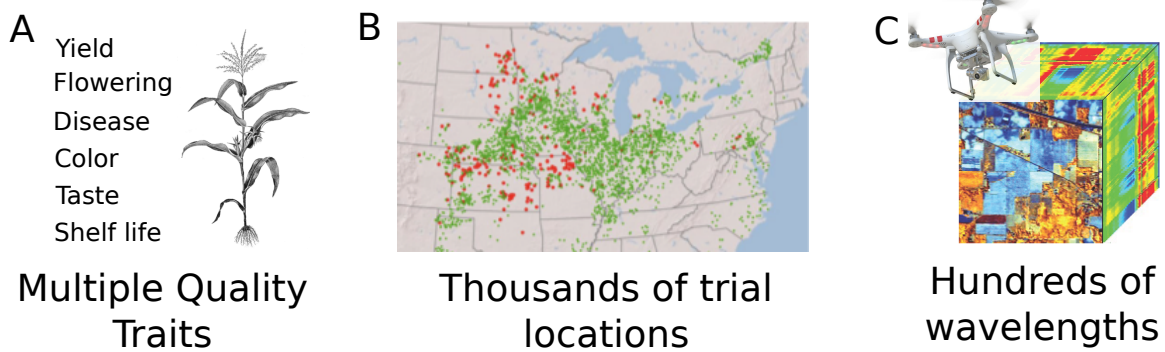 A
Yield
Flowering
Disease
Color
Taste
Shelf life
Multiple Quality
Traits
B
Thousands of trial
locations
C
Hundreds of
wavelengths